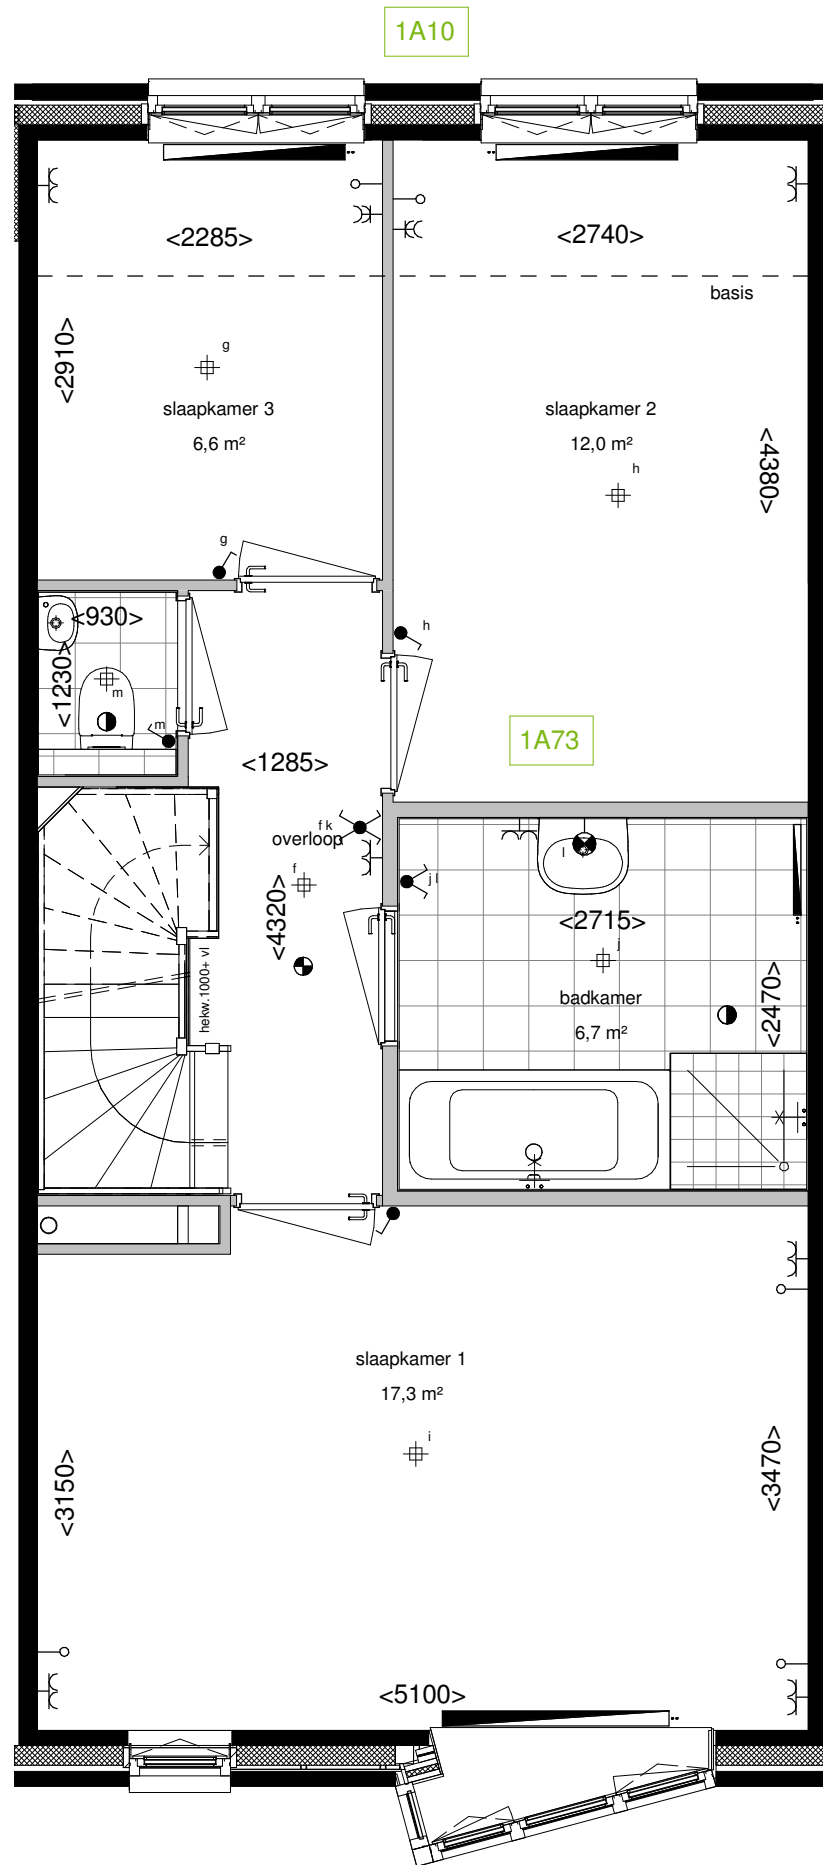 1A10
<2285>
<2740>
basis
<2910>
g
slaapkamer 3
6,6 m²
slaapkamer 2
12,0 m²
<4380>
h
g
<930>
h
<1230>
m
m
1A73
<1285>
f k
overloop
l
f
j l
<4320>
<2715>
j
hekw.1000+ vl
badkamer
6,7 m²
<2470>
slaapkamer 1
17,3 m²
i
<3150>
<3470>
<5100>